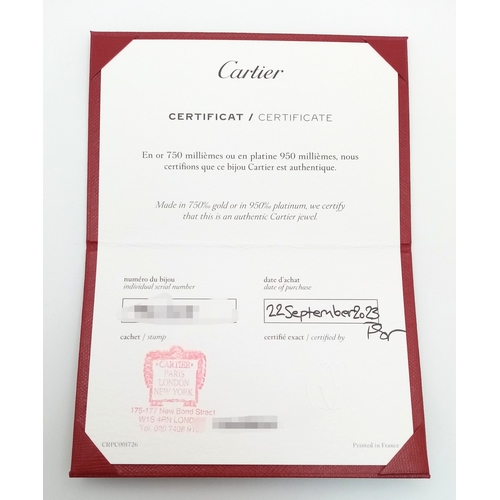 Cartier
CERTIFICAT / CERTIFICATE
En or 750 millièmes ou en platine 950 millièmes, nous
certifions que ce bijou Cartier est authentique.
Made in 750‰ gold or in 950‰ platinum, we certify
that this is an authentic Cartier jewel.
numéro du bijou
individual serial number
date d'achat
date of purchase
22 September 2023
cachet / stamp
certifié exact / certified by
CARTIER
PARIS
LONDON
NEW YORK
175-177 New Bond Street
W1S 4RN LONDON
Tel: 020 7408
CRPC001726
Printed in France